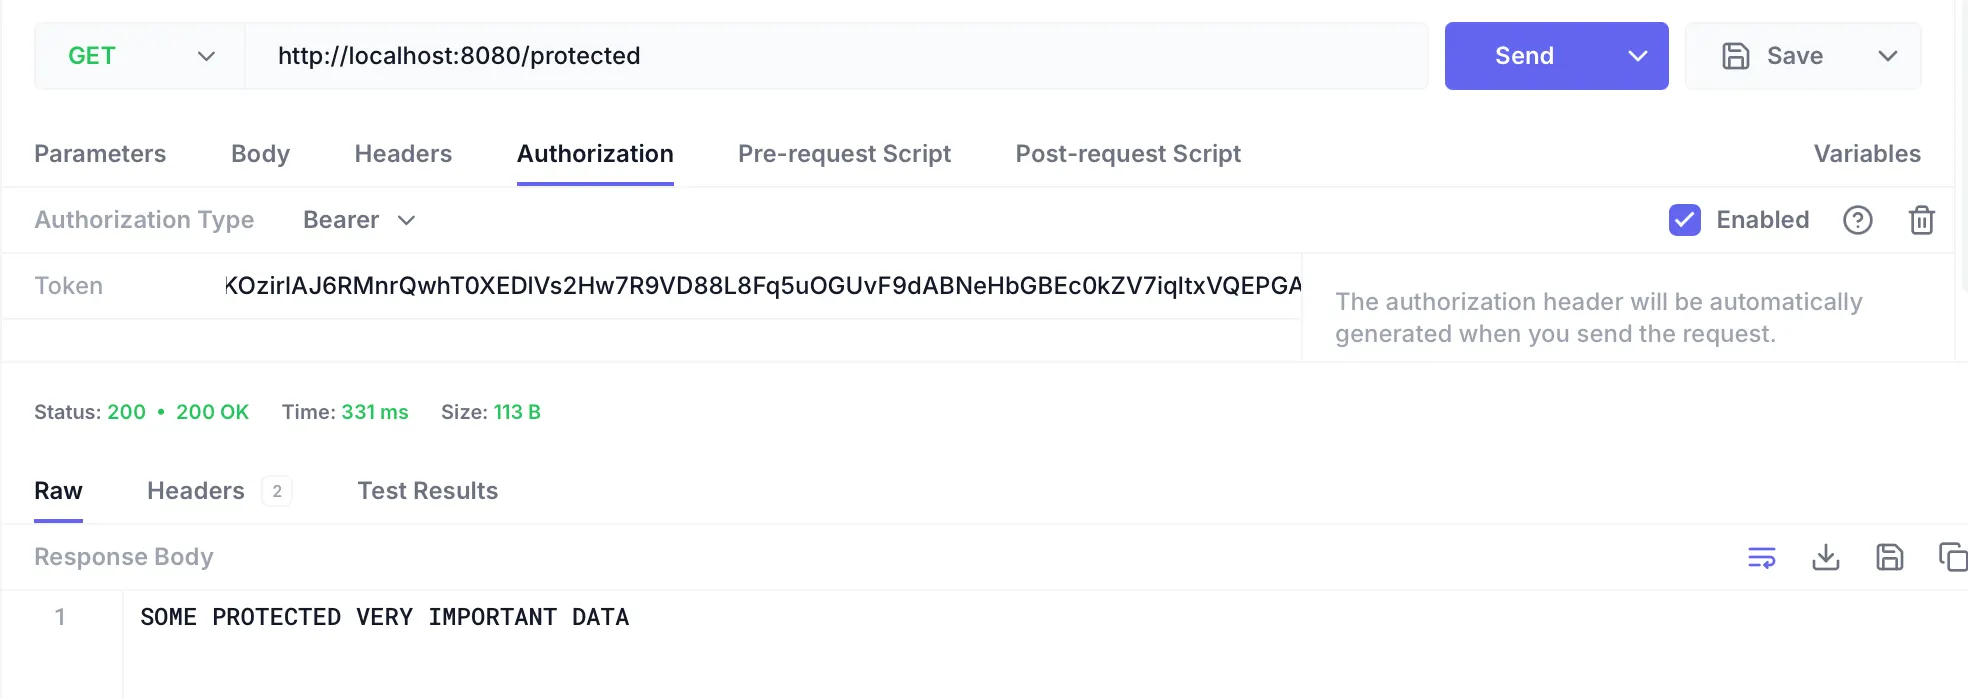 GET http://localhost:8080/protected Send Save
Parameters Body Headers Authorization Pre-request Script Post-request Script Variables
Authorization Type Bearer Enabled
Token KOzirIAJ6RMnrQwhT0XEDIVs2Hw7R9VD88L8Fq5uOGUvF9dABNeHbGBEc0kZV7iqItxVQEPGA
The authorization header will be automatically
generated when you send the request.
Status: 200 • 200 OK Time: 331 ms Size: 113 B
Raw Headers 2 Test Results
Response Body
1 SOME PROTECTED VERY IMPORTANT DATA